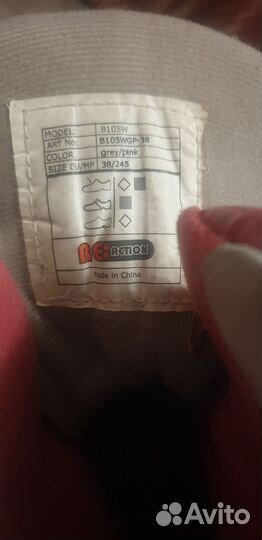 MODEL: B105W
ART No: B105WGP-38
COLOR grey/pink
SIZE EU/MP 38/245
RE:ACTION
Made in China
Avito